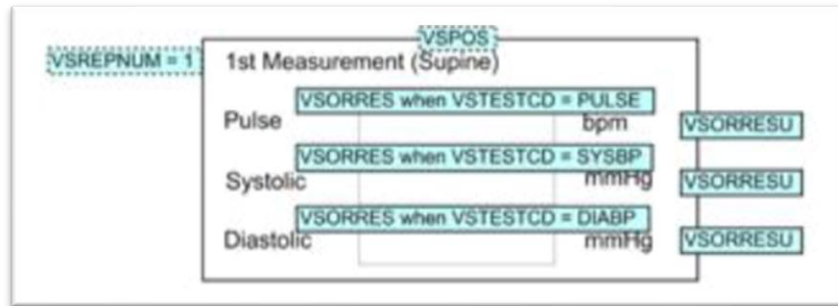 VSPOS
VSREPNUM = 1
1st Measurement (Supine)
VSORRES when VSTESTCD = PULSE
Pulse bpm VSORRESU
VSORRES when VSTESTCD = SYSBP
Systolic mmHg VSORRESU
VSORRES when VSTESTCD = DIABP
Diastolic mmHg VSORRESU